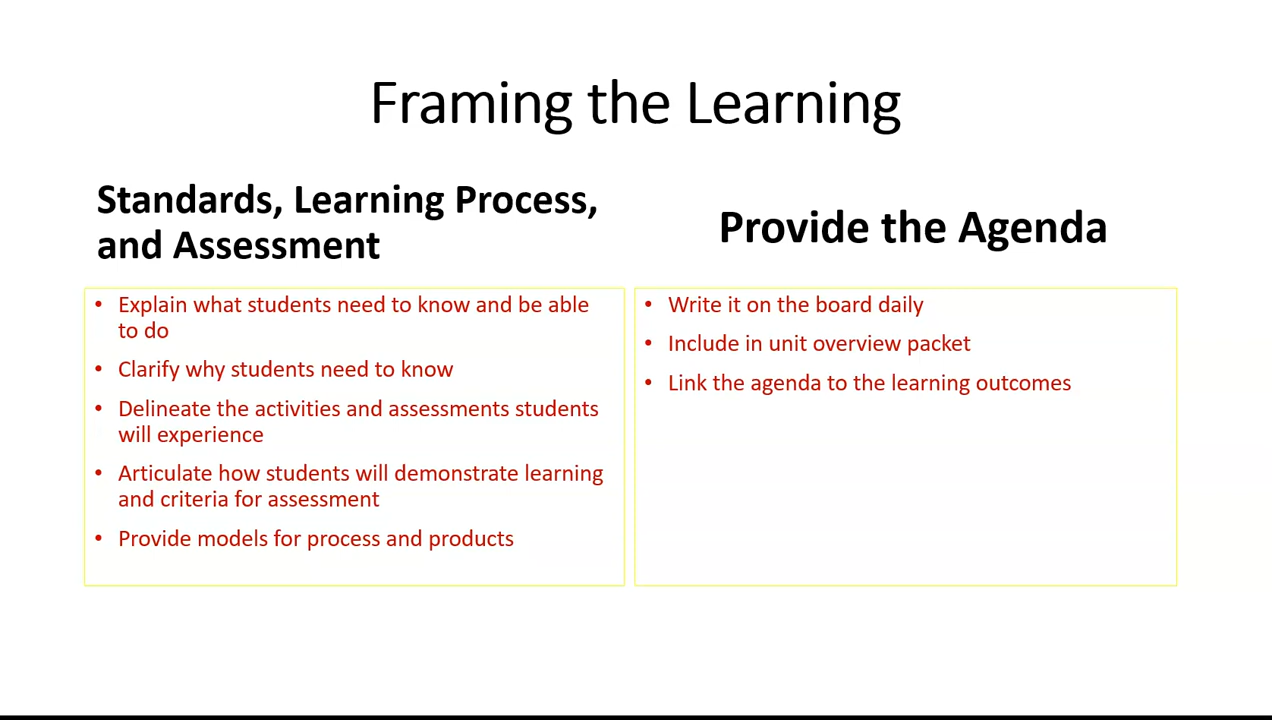 Framing the Learning
Standards, Learning Process,
and Assessment
• Explain what students need to know and be able
to do
• Clarify why students need to know
• Delineate the activities and assessments students
will experience
• Articulate how students will demonstrate learning
and criteria for assessment
• Provide models for process and products
Provide the Agenda
• Write it on the board daily
• Include in unit overview packet
• Link the agenda to the learning outcomes